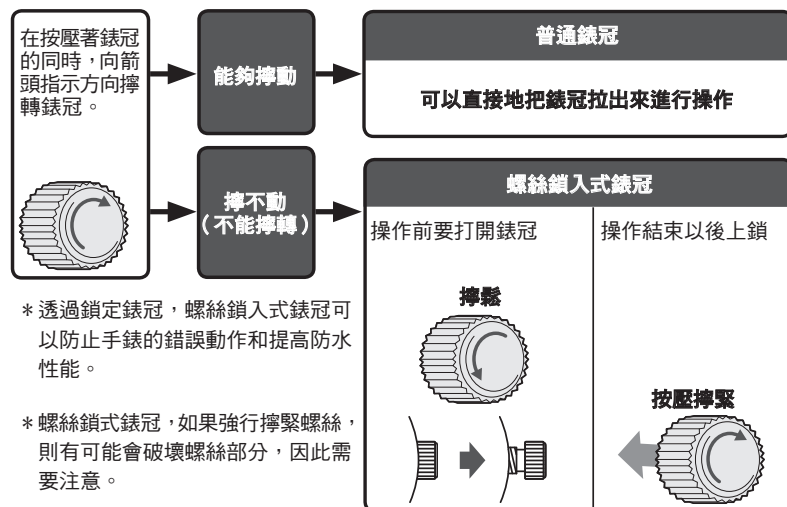 在按壓著錶冠
的同時，向箭
頭指示方向擰
轉錶冠。
能夠擰動
普通錶冠
可以直接地把錶冠拉出來進行操作
擰不動
（不能擰轉）
螺絲鎖入式錶冠
操作前要打開錶冠
擰鬆
操作結束以後上鎖
按壓擰緊
＊透過鎖定錶冠，螺絲鎖入式錶冠可
以防止手錶的錯誤動作和提高防水
性能。
＊螺絲鎖式錶冠，如果強行擰緊螺絲，
則有可能會破壞螺絲部分，因此需
要注意。